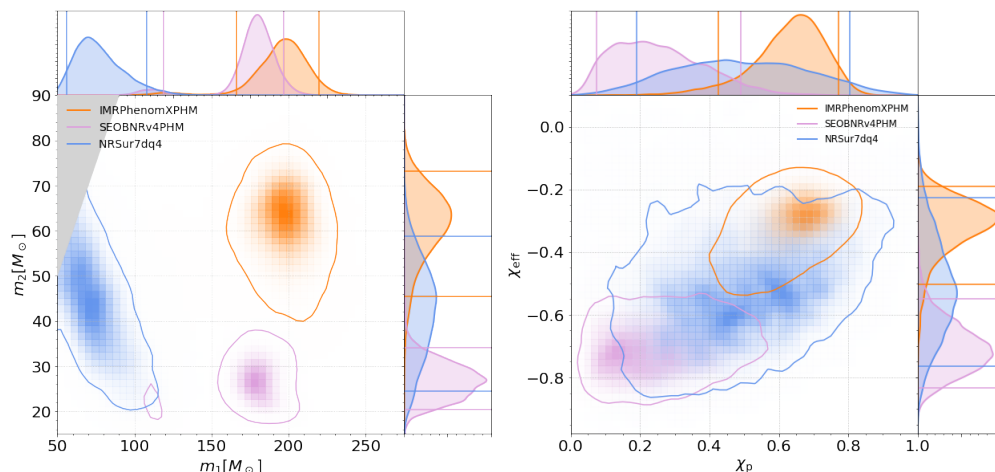 90
80
70
60
50
40
30
20
m₂[M⊙]
50
100
150
200
250
m₁[M⊙]
IMRPhenomXPHM
SEOBNRv4PHM
NRSur7dq4
0.0
−0.2
−0.4
−0.6
−0.8
χeff
0.0
0.2
0.4
0.6
0.8
1.0
χp
IMRPhenomXPHM
SEOBNRv4PHM
NRSur7dq4